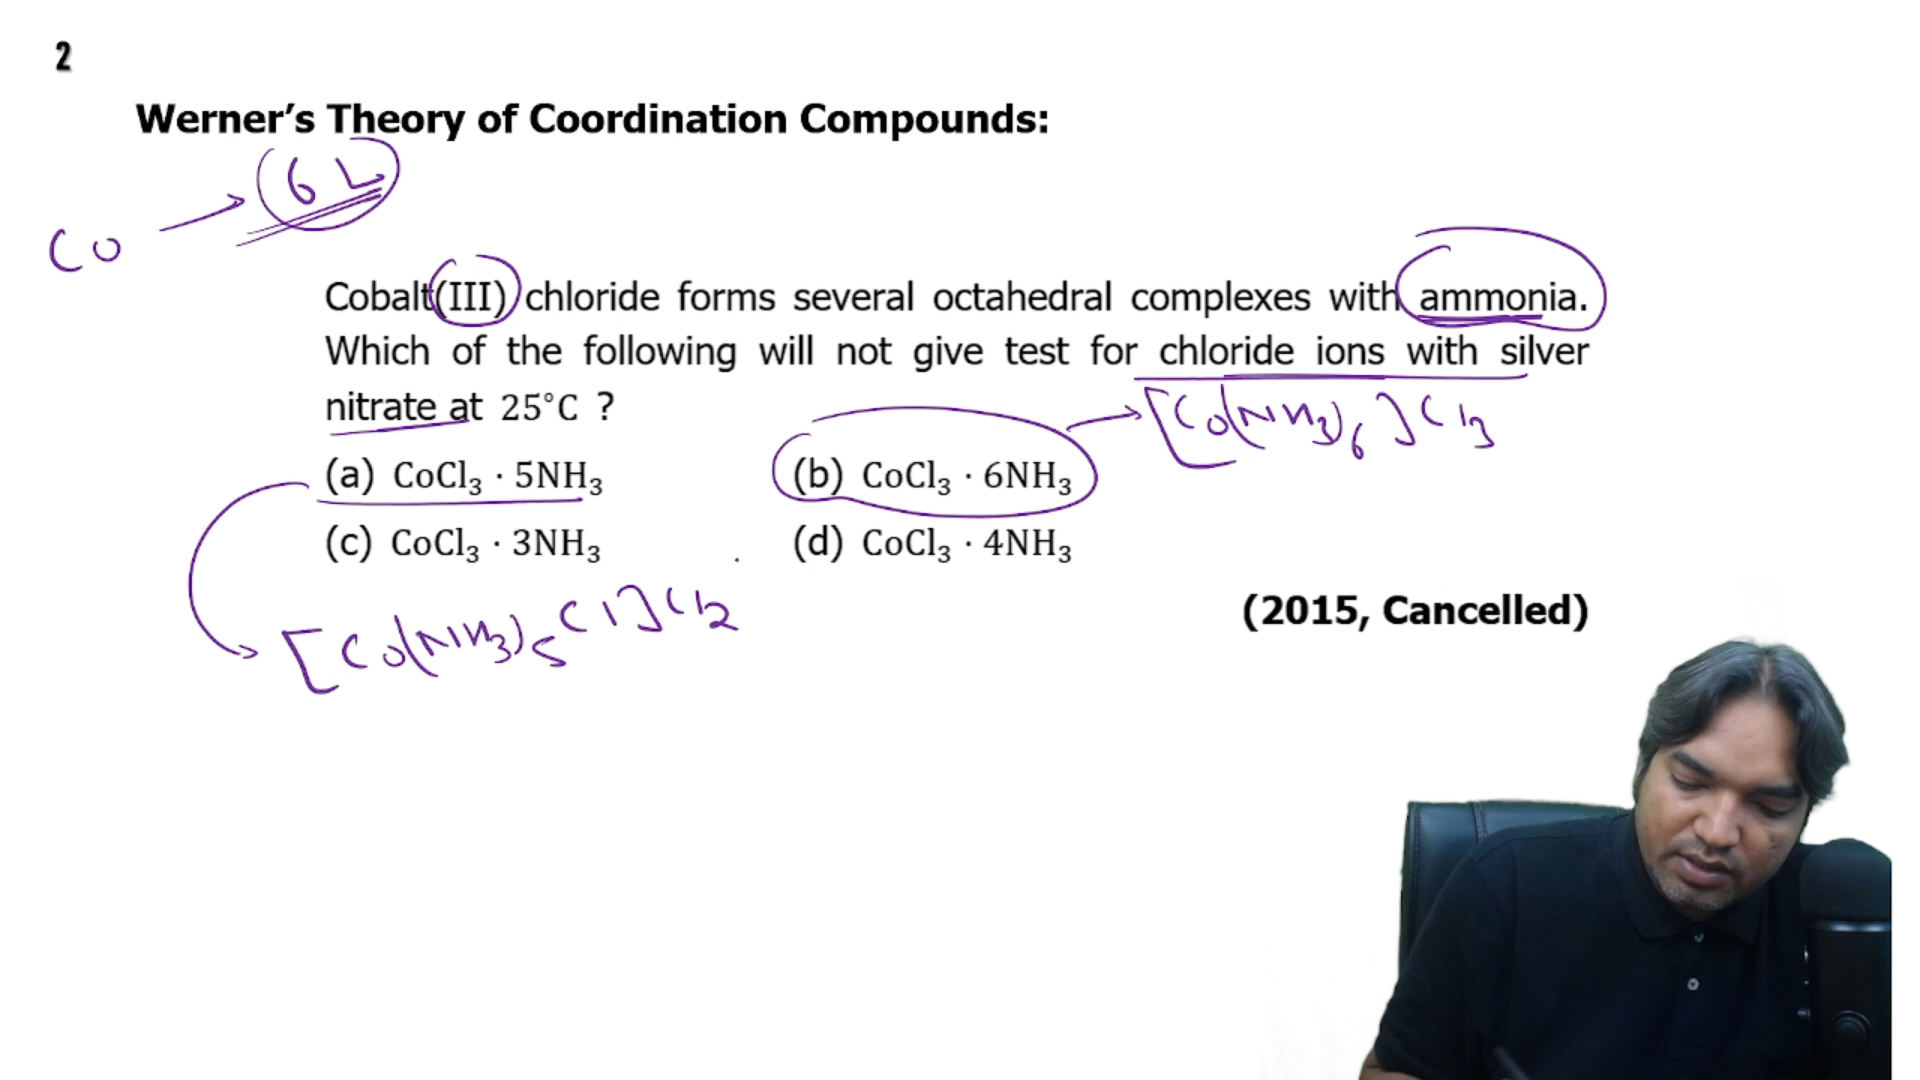 2
Werner’s Theory of Coordination Compounds:
6 L
Co
Cobalt(III) chloride forms several octahedral complexes with ammonia.
Which of the following will not give test for chloride ions with silver
nitrate at 25°C ?
[Co(NH₃)₆]Cl₃
(a) CoCl₃ · 5NH₃ (b) CoCl₃ · 6NH₃
(c) CoCl₃ · 3NH₃ (d) CoCl₃ · 4NH₃
[Co(NH₃)₅Cl]Cl₂
(2015, Cancelled)